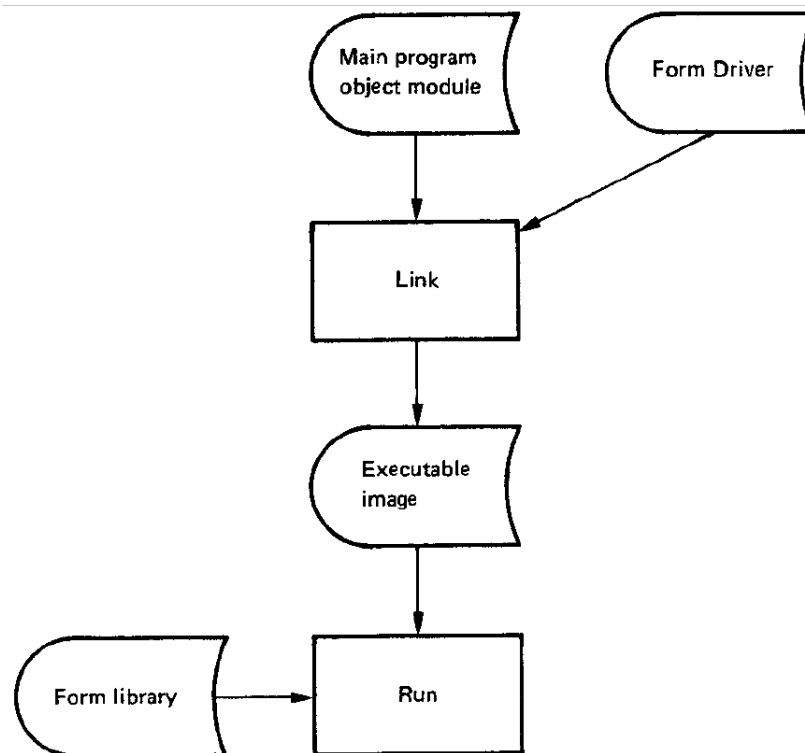 Main program
object module
Form Driver
Link
Executable
image
Form library
Run